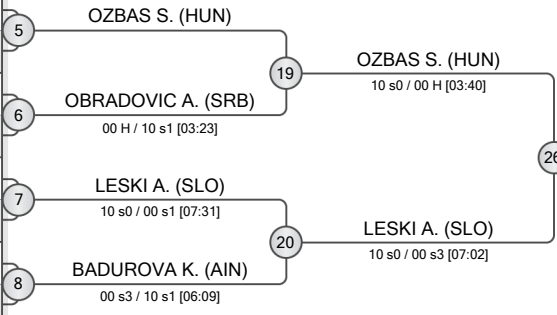 OZBAS S. (HUN)
5
19
OZBAS S. (HUN)
10 s0 / 00 H [03:40]
OBRADOVIC A. (SRB)
6
00 H / 10 s1 [03:23]
26
LESKI A. (SLO)
7
10 s0 / 00 s1 [07:31]
20
LESKI A. (SLO)
10 s0 / 00 s3 [07:02]
BADUROVA K. (AIN)
8
00 s3 / 10 s1 [06:09]